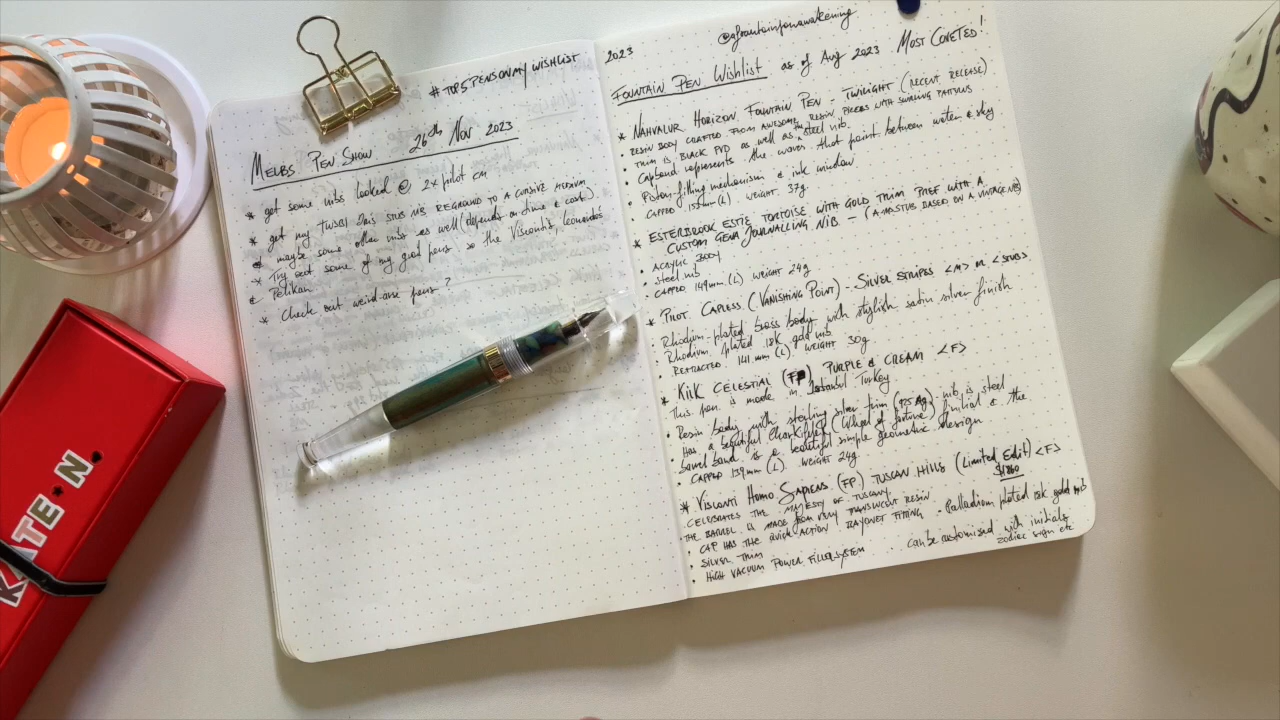 # TOP5PENSONMYWISHLIST
MELBS PEN SHOW 26th Nov 2023
* get some nibs looked @ 2x pilot cm
* get my TWSBI STUB NIB REGROUND TO A CURSIVE MEDIUM
& maybe some other nibs as well (depends on time & cost)
* Try out some of my good pens, so the Viscontis, Leonardos
& Pelikan
* Check out weird-ass pens?
KATE•N.
2023
MOST COVETED!
FOUNTAIN PEN WISHLIST as of Aug 2023
* NAHVALUR HORIZON FOUNTAIN PEN - TWILIGHT (RECENT RELEASE)
RESIN BODY CRAFTED FROM AWESOME RESIN PIECES WITH SWIRLING PATTERNS
• TRIM IS BLACK PVD AS WELL AS steel nib
• Capband represents the waves that point between water & sky
• Piston-filling mechanism & ink window
• CAPPED (L) WEIGHT 37g
* ESTERBROOK ESTIE TORTOISE WITH GOLD TRIM PREF WITH A
CUSTOM GENA JOURNALLING NIB - (A MASTUB BASED ON A VINTAGE NIB)
• ACRYLIC BODY
• steel nib
• CAPPED 149mm (L) WEIGHT 24g
* PILOT CAPLESS (VANISHING POINT) - SILVER STRIPES <M> OR <STUB>
• Rhodium-plated brass body with stylish satin silver finish
• Rhodium plated 18k gold nib
• RETRACTED 141mm (L) WEIGHT 30g
* KILK CELESTIAL (FP) PURPLE & CREAM <F>
This pen is made in Istanbul Turkey
• Resin body with sterling silver trim (925 Ag) nib is steel
• Has a beautiful Charkifelek (Wheel of fortune) finial & the
barrel band is a beautiful simple geometric design
• CAPPED 139mm (L) WEIGHT 24g
* VISCONTI HOMO SAPIENS (FP) TUSCAN HILLS (Limited Edit) <F>
$1860
CELEBRATES THE MAJESTY OF TUSCANY
• THE BARREL IS MADE FROM VERY TRANSLUCENT RESIN
• CAP HAS THE QUICK ACTION BAYONET FITTING - Palladium plated 18k gold nib
• SILVER TRIM
• HIGH VACUUM POWER FILLER SYSTEM
• can be customised with initials
zodiac sign etc